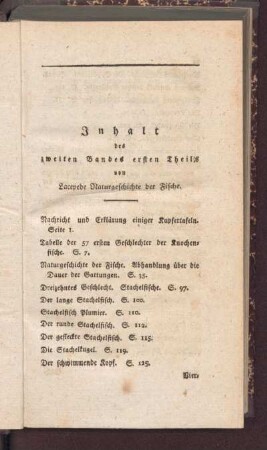 Inhalt
des
zweiten Bandes ersten Theils
von
Lacepede Naturgeschichte der Fische.
Nachricht und Erklärung einiger Kupfertafeln.
Seite 1.
Tabelle der 57 ersten Geschlechter der Knochen-
fische. S. 7.
Naturgeschichte der Fische. Abhandlung über die
Dauer der Gattungen. S. 35.
Dreizehntes Geschlecht. Stachelfische. S. 97.
Der lange Stachelfisch. S. 100.
Stachelfisch Plumier. S. 110.
Der runde Stachelfisch. S. 112.
Der gefleckte Stachelfisch. S. 115.
Die Stachelkugel. S. 119.
Der schwimmende Kopf. S. 125.
Vier-